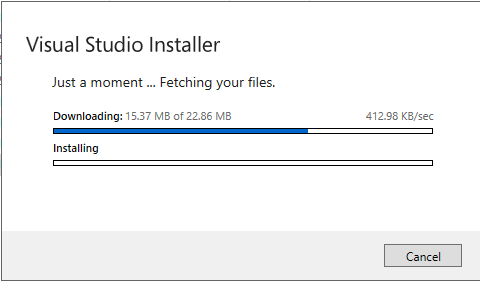 Visual Studio Installer
Just a moment ... Fetching your files.
Downloading: 15.37 MB of 22.86 MB 412.98 KB/sec
Installing
Cancel